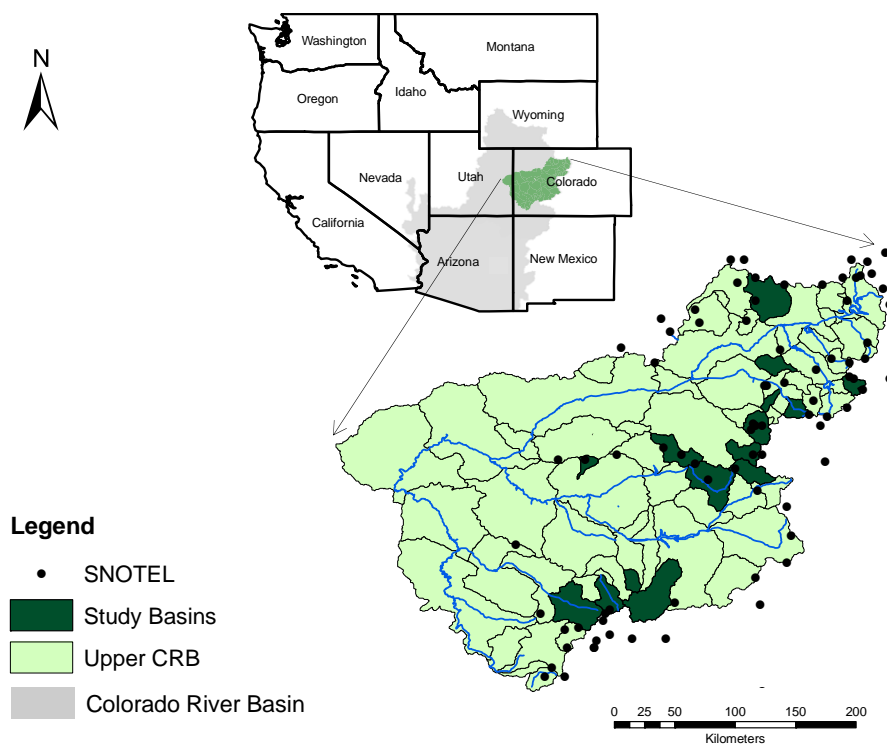 N
Washington
Montana
Oregon
Idaho
Wyoming
Nevada
Utah
Colorado
California
Arizona
New Mexico
Legend
SNOTEL
Study Basins
Upper CRB
Colorado River Basin
0 25 50 100 150 200
Kilometers